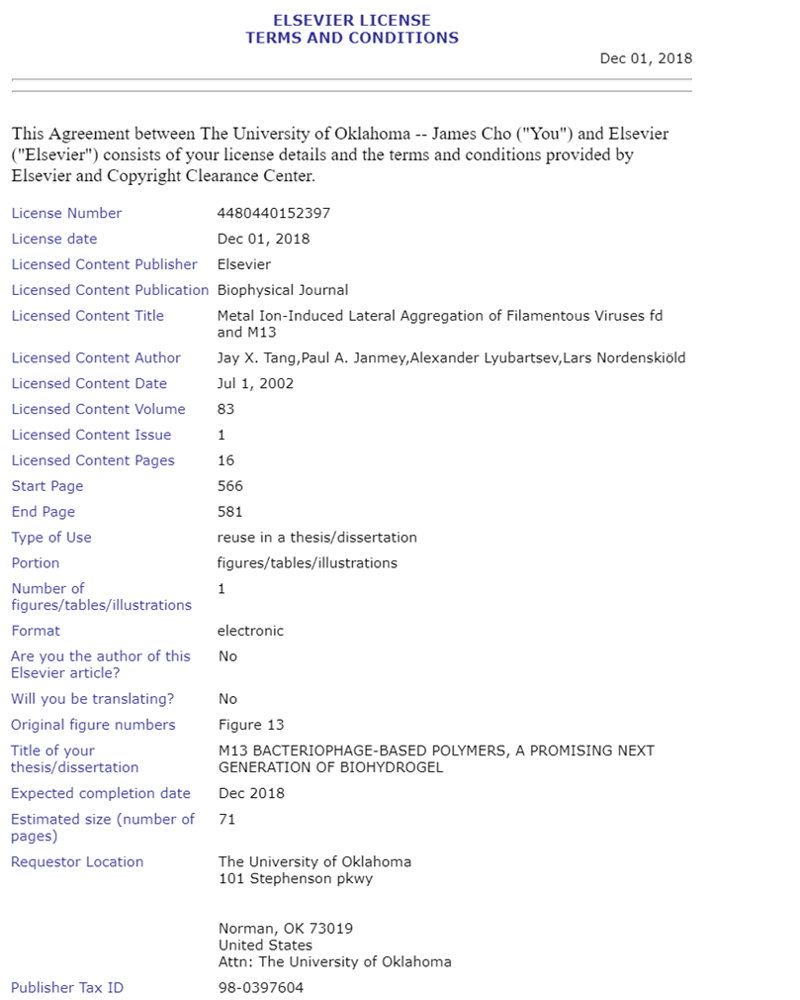 ELSEVIER LICENSE
TERMS AND CONDITIONS
Dec 01, 2018
This Agreement between The University of Oklahoma -- James Cho ("You") and Elsevier
("Elsevier") consists of your license details and the terms and conditions provided by
Elsevier and Copyright Clearance Center.
License Number 4480440152397
License date Dec 01, 2018
Licensed Content Publisher Elsevier
Licensed Content Publication Biophysical Journal
Licensed Content Title Metal Ion-Induced Lateral Aggregation of Filamentous Viruses fd
and M13
Licensed Content Author Jay X. Tang,Paul A. Janmey,Alexander Lyubartsev,Lars Nordenskiöld
Licensed Content Date Jul 1, 2002
Licensed Content Volume 83
Licensed Content Issue 1
Licensed Content Pages 16
Start Page 566
End Page 581
Type of Use reuse in a thesis/dissertation
Portion figures/tables/illustrations
Number of 1
figures/tables/illustrations
Format electronic
Are you the author of this No
Elsevier article?
Will you be translating? No
Original figure numbers Figure 13
Title of your M13 BACTERIOPHAGE-BASED POLYMERS, A PROMISING NEXT
thesis/dissertation GENERATION OF BIOHYDROGEL
Expected completion date Dec 2018
Estimated size (number of 71
pages)
Requestor Location The University of Oklahoma
101 Stephenson pkwy
Norman, OK 73019
United States
Attn: The University of Oklahoma
Publisher Tax ID 98-0397604